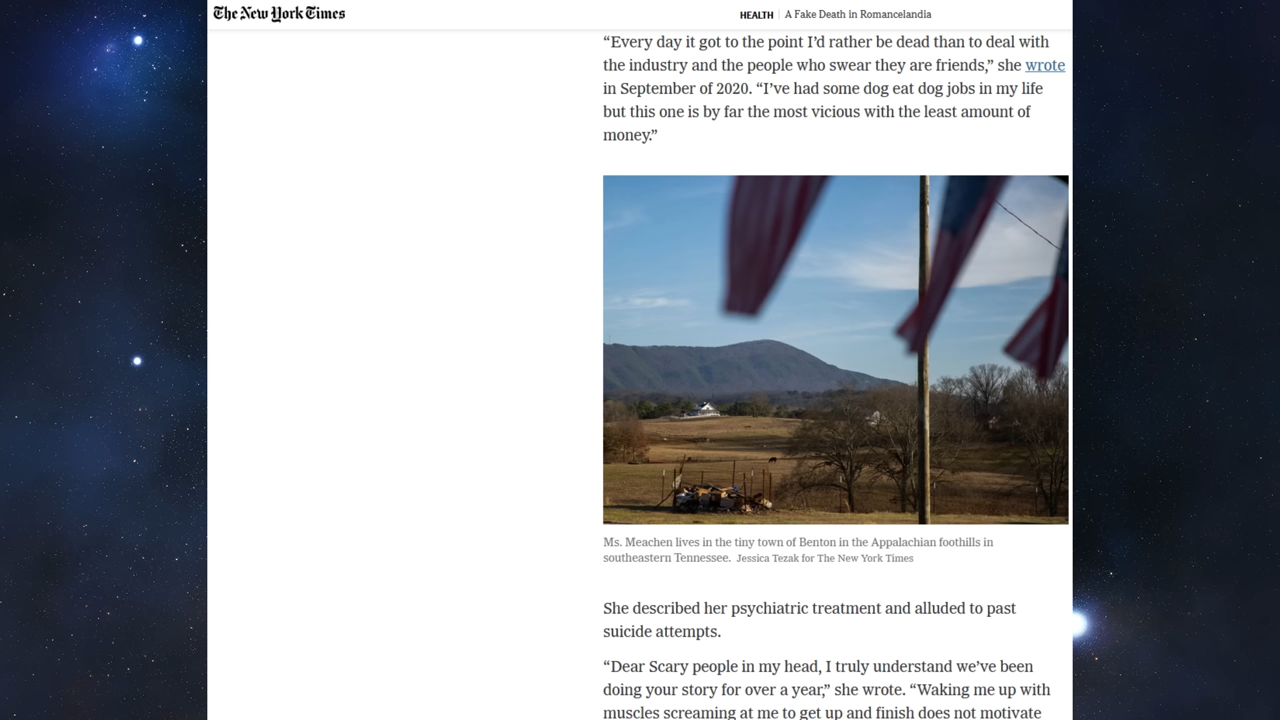 The New York Times
HEALTH | A Fake Death in Romancelandia
“Every day it got to the point I’d rather be dead than to deal with
the industry and the people who swear they are friends,” she wrote
in September of 2020. “I’ve had some dog eat dog jobs in my life
but this one is by far the most vicious with the least amount of
money.”
Ms. Meachen lives in the tiny town of Benton in the Appalachian foothills in
southeastern Tennessee. Jessica Tezak for The New York Times
She described her psychiatric treatment and alluded to past
suicide attempts.
“Dear Scary people in my head, I truly understand we’ve been
doing your story for over a year,” she wrote. “Waking me up with
muscles screaming at me to get up and finish does not motivate